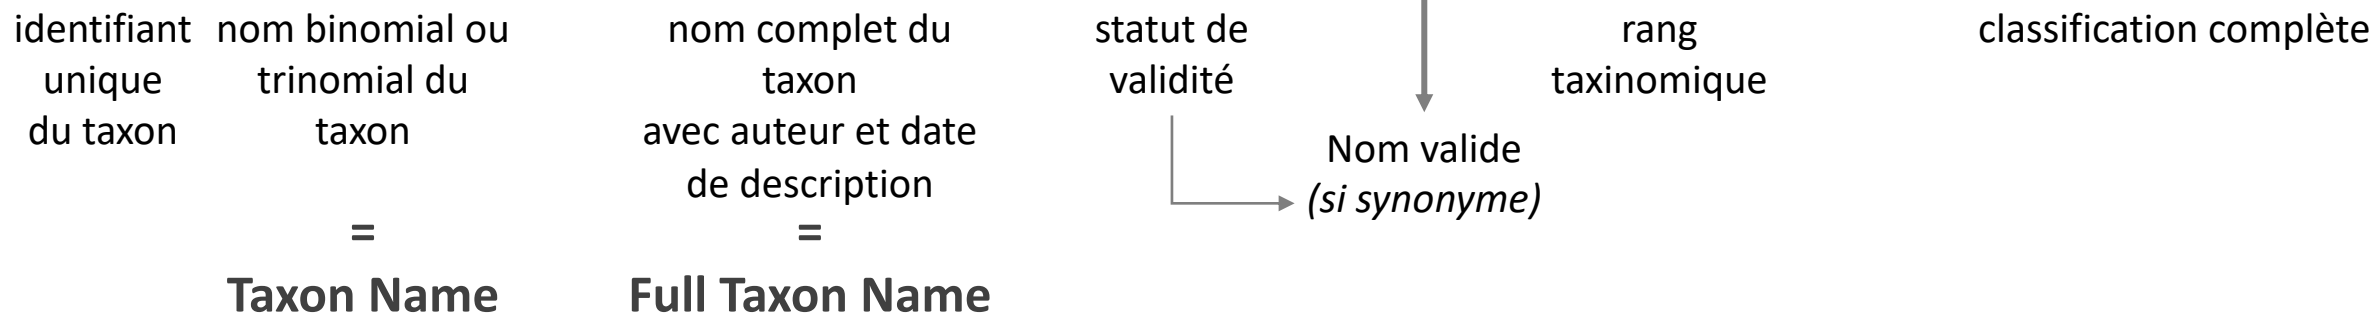 identifiant
unique
du taxon
nom binomial ou
trinomial du
taxon
=
Taxon Name
nom complet du
taxon
avec auteur et date
de description
=
Full Taxon Name
statut de
validité
Nom valide
(si synonyme)
rang
taxinomique
classification complète